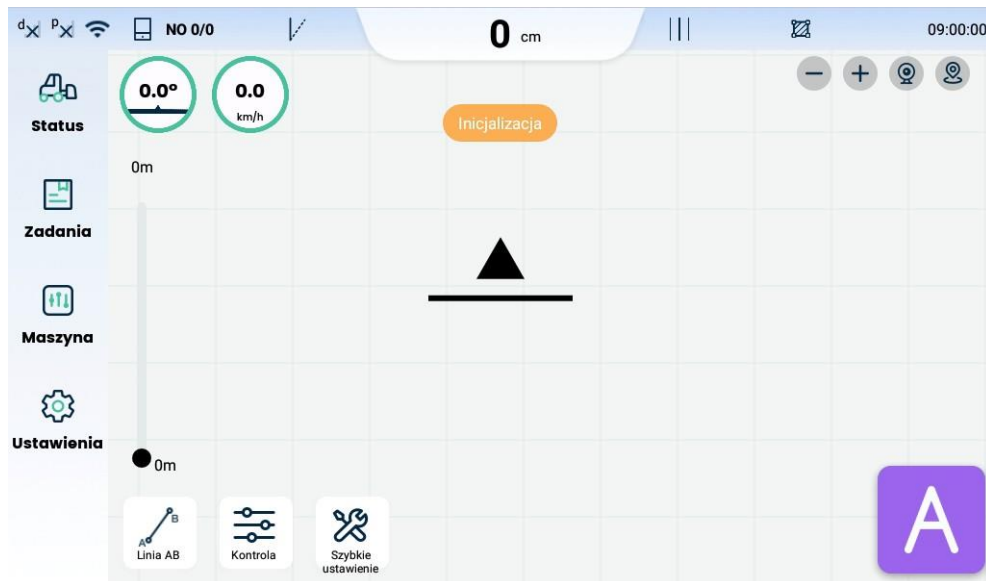 d p NO 0/0 0 cm 09:00:00
0.0° 0.0
km/h
Inicjalizacja
Status
0m
Zadania
Maszyna
Ustawienia
0m
A B
Linia AB
Kontrola
Szybkie
ustawienie
A